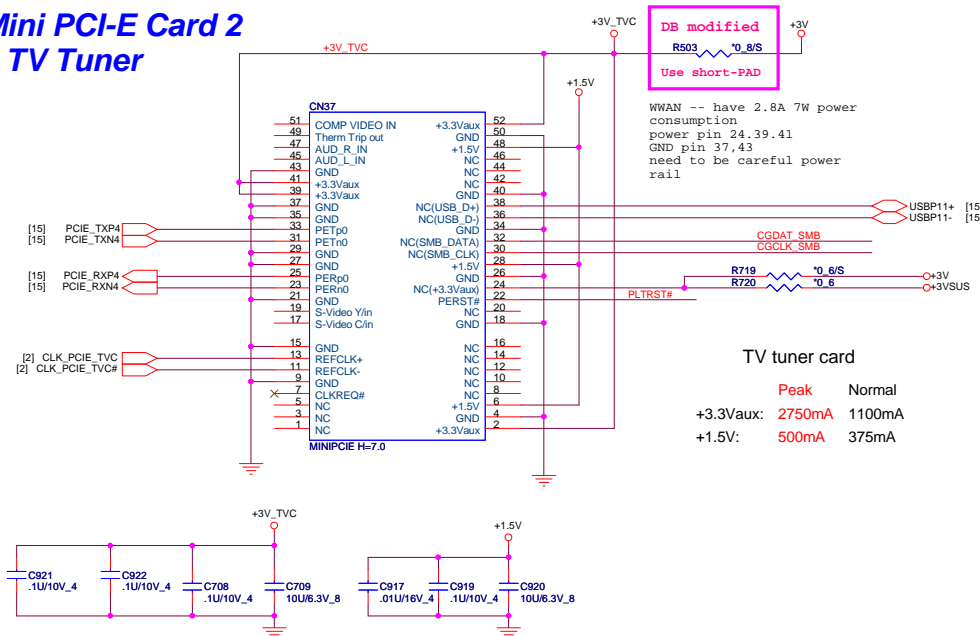 Mini PCI-E Card 2
TV Tuner
+3V_TVC
+3V_TVC
DB modified
R503 *0_8/S
Use short-PAD
+3V
+1.5V
WWAN -- have 2.8A 7W power
consumption
power pin 24.39.41
GND pin 37,43
need to be careful power
rail
CN37
51 COMP VIDEO IN +3.3Vaux 52
49 Therm Trip out GND 50
47 AUD_R_IN +1.5V 48
45 AUD_L_IN NC 46
43 GND NC 44
41 +3.3Vaux NC 42
39 +3.3Vaux GND 40
37 GND NC(USB_D+) 38 USBP11+ [15
35 GND NC(USB_D-) 36 USBP11- [15
[15] PCIE_TXP4 33 PETp0 GND 34
[15] PCIE_TXN4 31 PETn0 NC(SMB_DATA) 32 CGDAT_SMB
29 GND NC(SMB_CLK) 30 CGCLK_SMB
27 GND +1.5V 28
[15] PCIE_RXP4 25 PERp0 GND 26 R719 *0_6/S +3V
[15] PCIE_RXN4 23 PERn0 NC(+3.3Vaux) 24 R720 *0_6 +3VSUS
21 GND PERST# 22 PLTRST#
19 S-Video Y/in NC 20
17 S-Video C/in GND 18
15 GND NC 16
[2] CLK_PCIE_TVC 13 REFCLK+ NC 14
[2] CLK_PCIE_TVC# 11 REFCLK- NC 12
9 GND NC 10
7 CLKREQ# NC 8
5 NC +1.5V 6
3 NC GND 4
1 NC +3.3Vaux 2
MINIPCIE H=7.0
TV tuner card
Peak Normal
+3.3Vaux: 2750mA 1100mA
+1.5V: 500mA 375mA
+3V_TVC
C921
.1U/10V_4
C922
.1U/10V_4
C708
.1U/10V_4
C709
10U/6.3V_8
+1.5V
C917
.01U/16V_4
C919
.1U/10V_4
C920
10U/6.3V_8